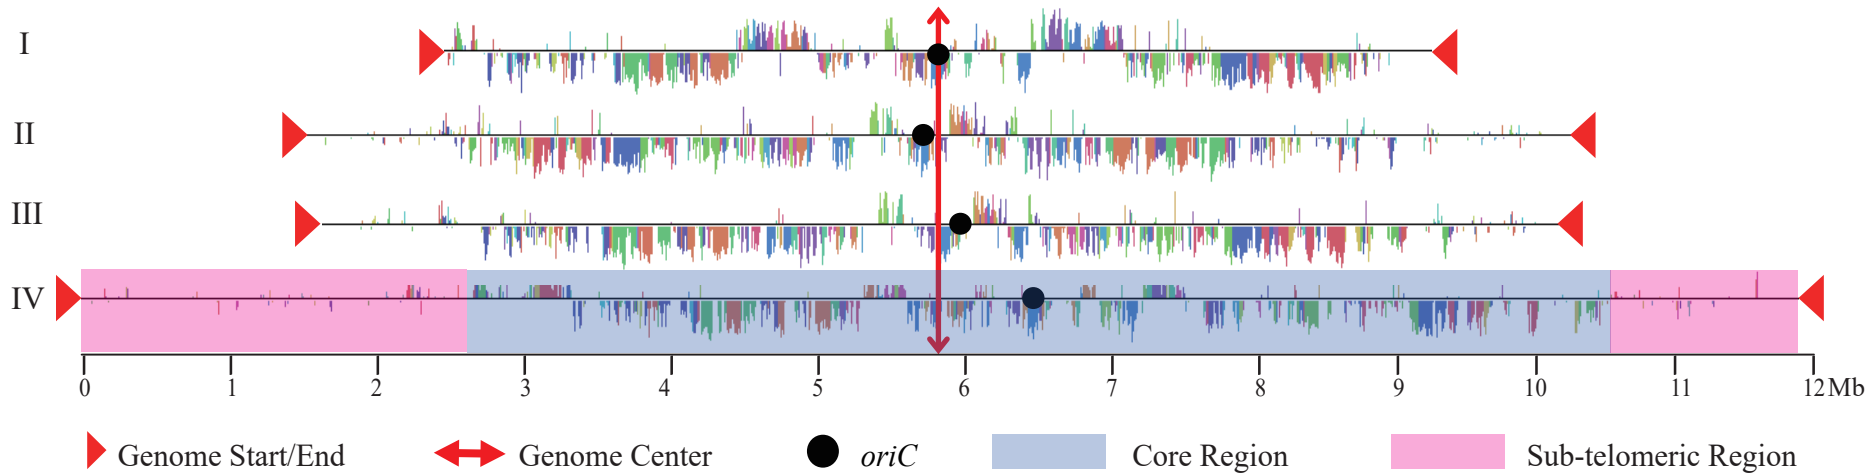 I
II
III
IV
0 1 2 3 4 5 6 7 8 9 10 11 12 Mb
Genome Start/End Genome Center oriC Core Region Sub-telomeric Region